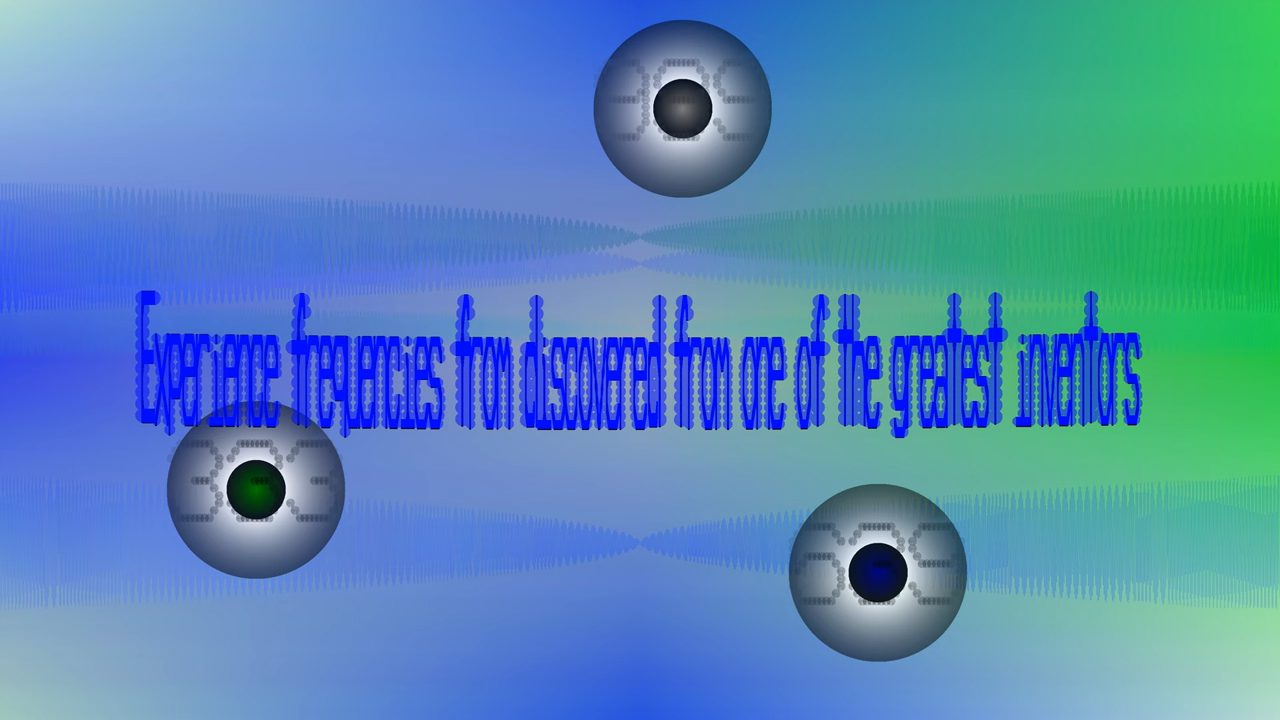 Experience frequencies from discovered from one of the greatest inventors